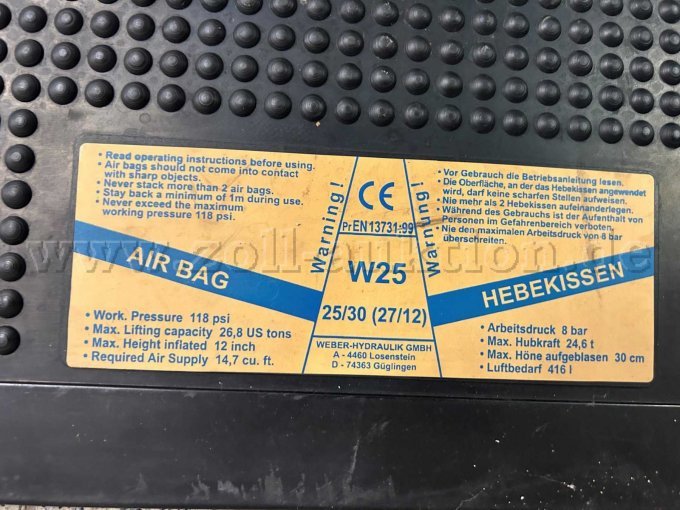 • Read operating instructions before using.
• Air bags should not come into contact
with sharp objects.
• Never stack more than 2 air bags.
• Stay back a minimum of 1m during use.
• Never exceed the maximum
working pressure 118 psi.
AIR BAG
• Work. Pressure 118 psi
• Max. Lifting capacity 26,8 US tons
• Max. Height inflated 12 inch
• Required Air Supply 14,7 cu. ft.
Warning!
CE
Pr EN 13731:99
W25
25/30 (27/12)
WEBER-HYDRAULIK GMBH
A - 4460 Losenstein
D - 74363 Güglingen
Warnung!
• Vor Gebrauch die Betriebsanleitung lesen.
• Die Oberfläche, an der das Hebekissen angewendet
wird, darf keine scharfen Stellen aufweisen.
• Nie mehr als 2 Hebekissen aufeinanderlegen.
• Während des Gebrauchs ist der Aufenthalt von
Personen im Gefahrenbereich verboten,
• Nie den maximalen Arbeitsdruck von 8 bar
überschreiten.
HEBEKISSEN
• Arbeitsdruck 8 bar
• Max. Hubkraft 24,6 t
• Max. Höne aufgeblasen 30 cm
• Luftbedarf 416 l
www.zoll-auktion.de